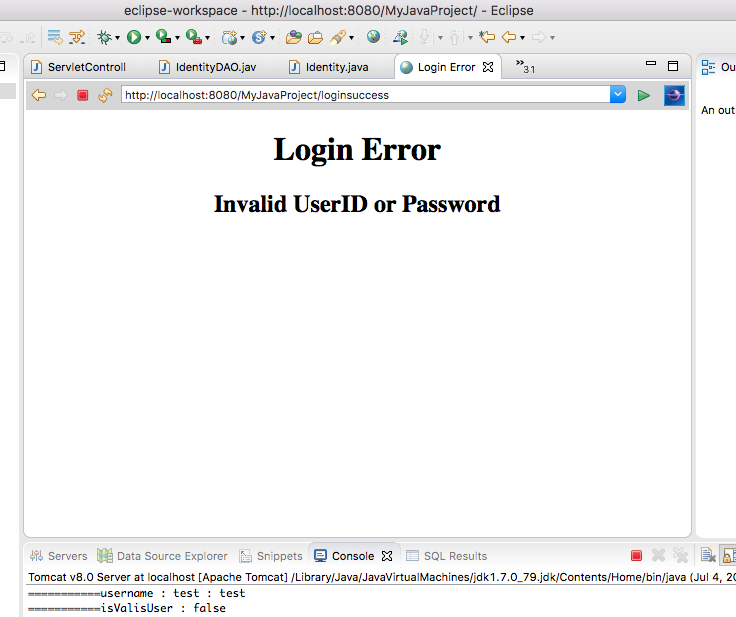 eclipse-workspace - http://localhost:8080/MyJavaProject/ - Eclipse
ServletControll IdentityDAO.jav Identity.java Login Error 31 Ou
http://localhost:8080/MyJavaProject/loginsuccess
An outl
Login Error
Invalid UserID or Password
Servers Data Source Explorer Snippets Console SQL Results
Tomcat v8.0 Server at localhost [Apache Tomcat] /Library/Java/JavaVirtualMachines/jdk1.7.0_79.jdk/Contents/Home/bin/java (Jul 4, 20
===========username : test : test
===========isValisUser : false